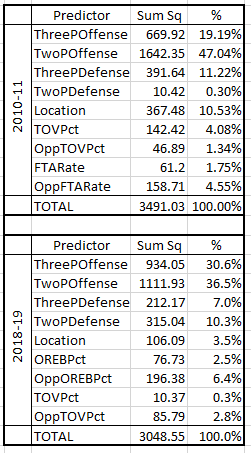 Predictor Sum Sq %
2010-11
ThreePOffense 669.92 19.19%
TwoPOffense 1642.35 47.04%
ThreePDefense 391.64 11.22%
TwoPDefense 10.42 0.30%
Location 367.48 10.53%
TOVPct 142.42 4.08%
OppTOVPct 46.89 1.34%
FTARate 61.2 1.75%
OppFTARate 158.71 4.55%
TOTAL 3491.03 100.00%
Predictor Sum Sq %
2018-19
ThreePOffense 934.05 30.6%
TwoPOffense 1111.93 36.5%
ThreePDefense 212.17 7.0%
TwoPDefense 315.04 10.3%
Location 106.09 3.5%
OREBPct 76.73 2.5%
OppOREBPct 196.38 6.4%
TOVPct 10.37 0.3%
OppTOVPct 85.79 2.8%
TOTAL 3048.55 100.0%